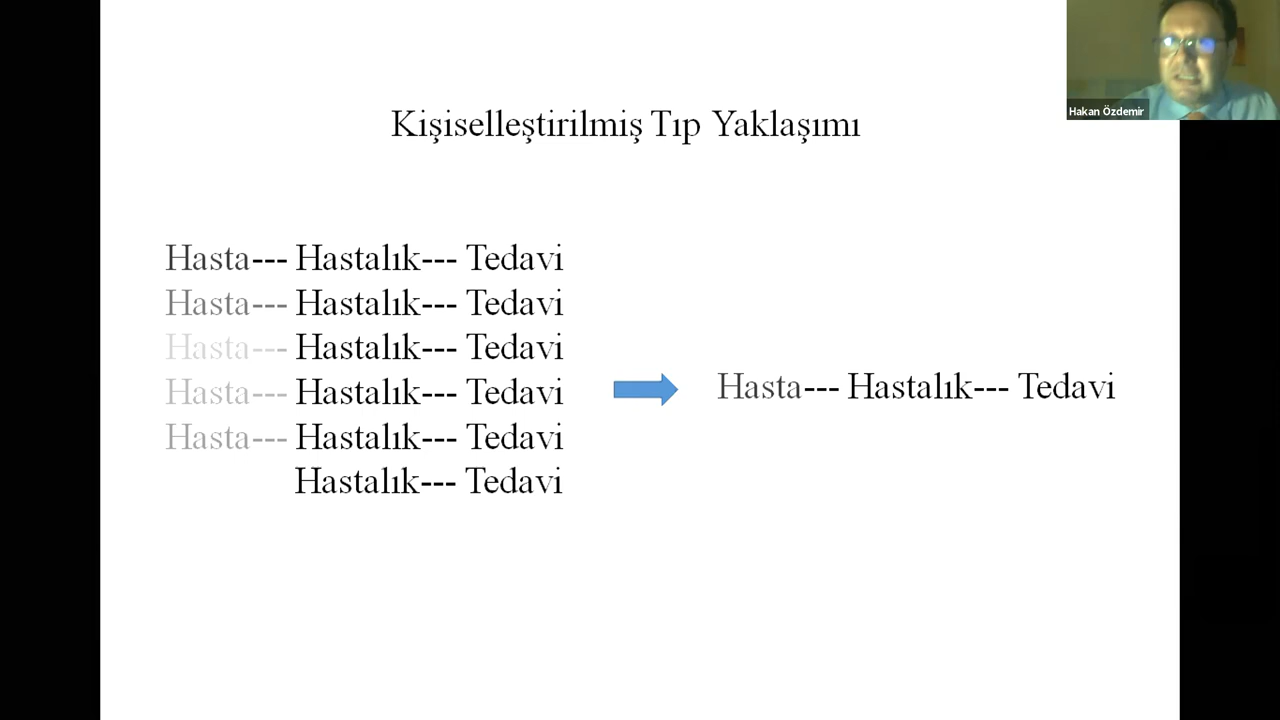 Hakan Özdemir
Kişiselleştirilmiş Tıp Yaklaşımı
Hasta--- Hastalık--- Tedavi
Hasta--- Hastalık--- Tedavi
Hasta--- Hastalık--- Tedavi
Hasta--- Hastalık--- Tedavi
Hasta--- Hastalık--- Tedavi
Hastalık--- Tedavi
Hasta--- Hastalık--- Tedavi